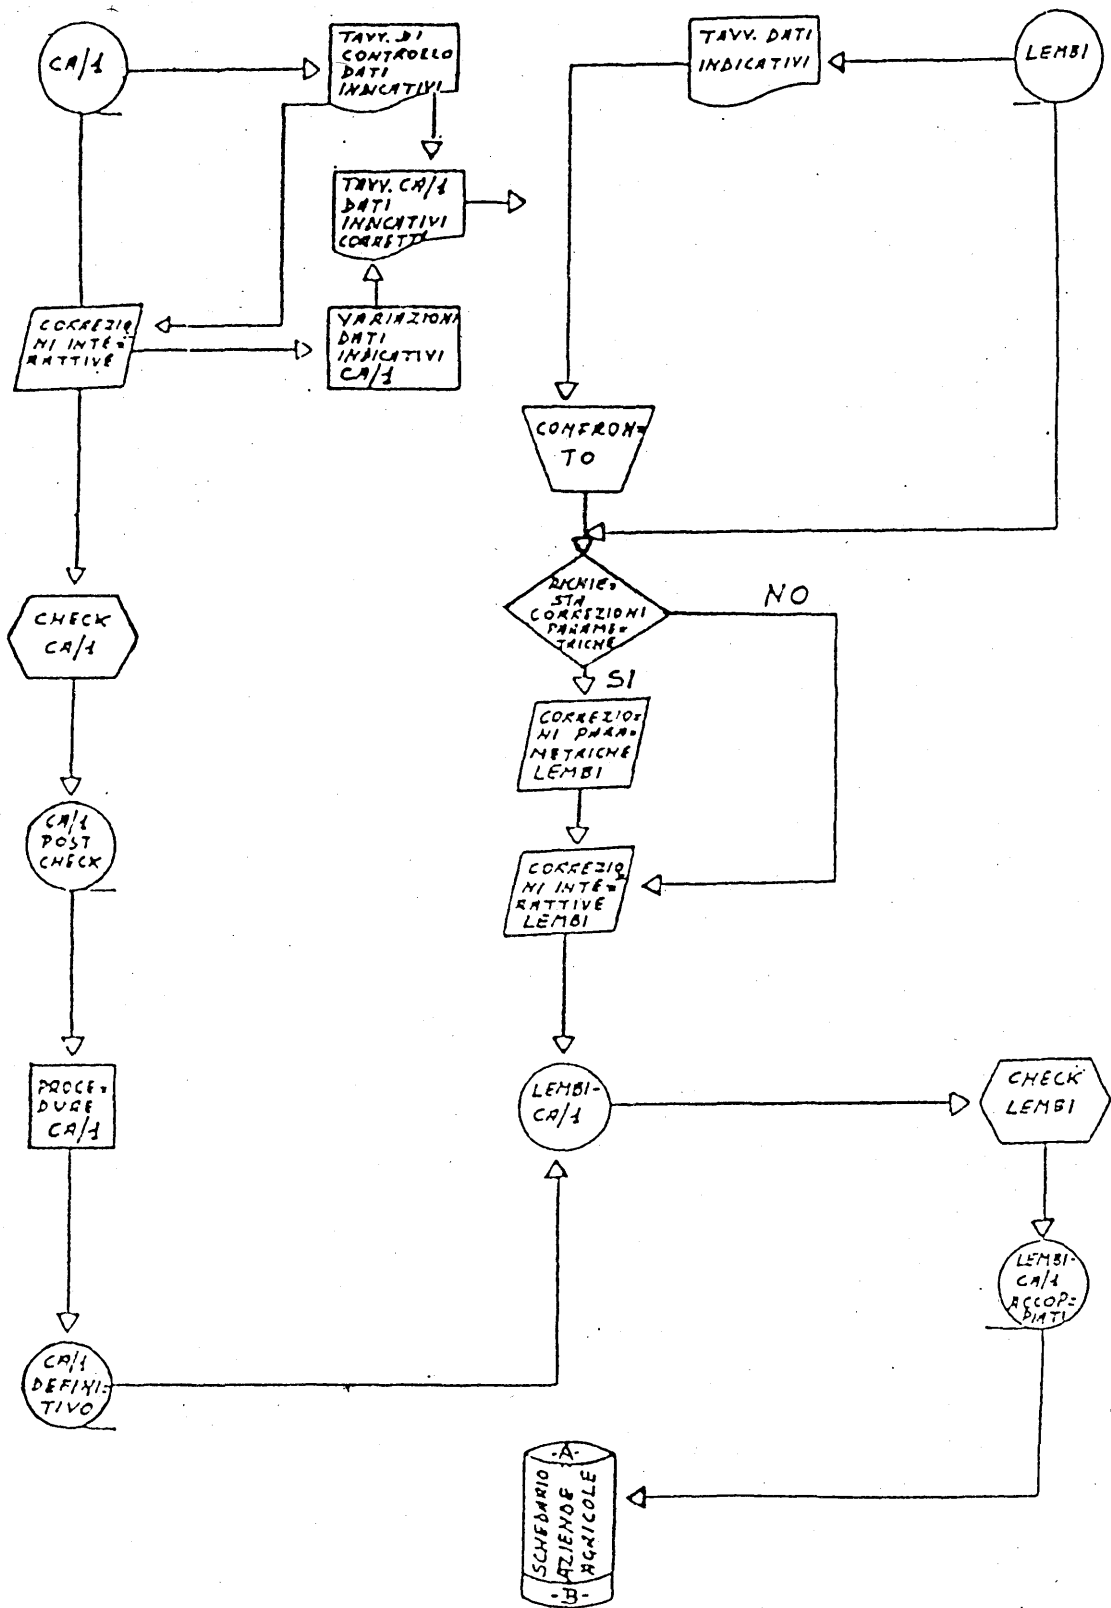 CA/1
TAVV. DI
CONTROLLO
DATI
INDICATIVI
TAVV. DATI
INDICATIVI
LEMBI
TAVV. CA/1
DATI
INDICATIVI
CORRETTI
CORREZIO
NI INTE=
RATTIVE
VARIAZIONI
DATI
INDICATIVI
CA/1
CONFRON=
TO
RICHIE=
STA
CORREZIONI
PARAME=
TRICHE
NO
SI
CHECK
CA/1
CORREZIO=
NI PARA=
METRICHE
LEMBI
CA/1
POST
CHECK
CORREZIO
NI INTE=
RATTIVE
LEMBI
PROCE=
DURE
CA/1
LEMBI-
CA/1
CHECK
LEMBI
LEMBI-
CA/1
ACCOP=
PIATI
CA/1
DEFINI=
TIVO
-A-
SCHEDARIO
AZIENDE
AGRICOLE
-B-